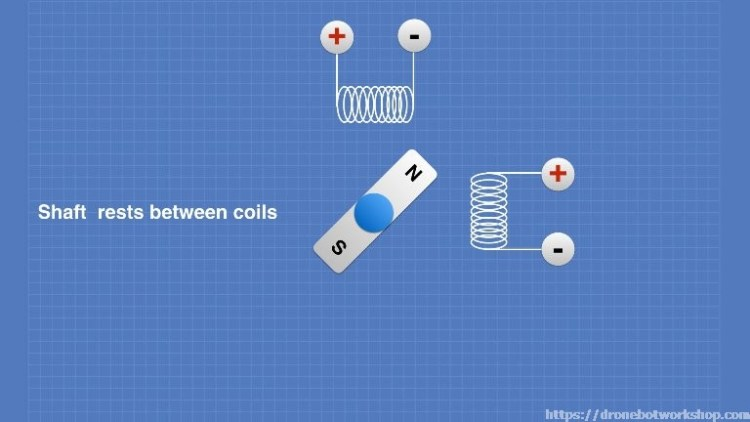 + -
N
+
Shaft rests between coils
S
-
https://dronebotworkshop.com